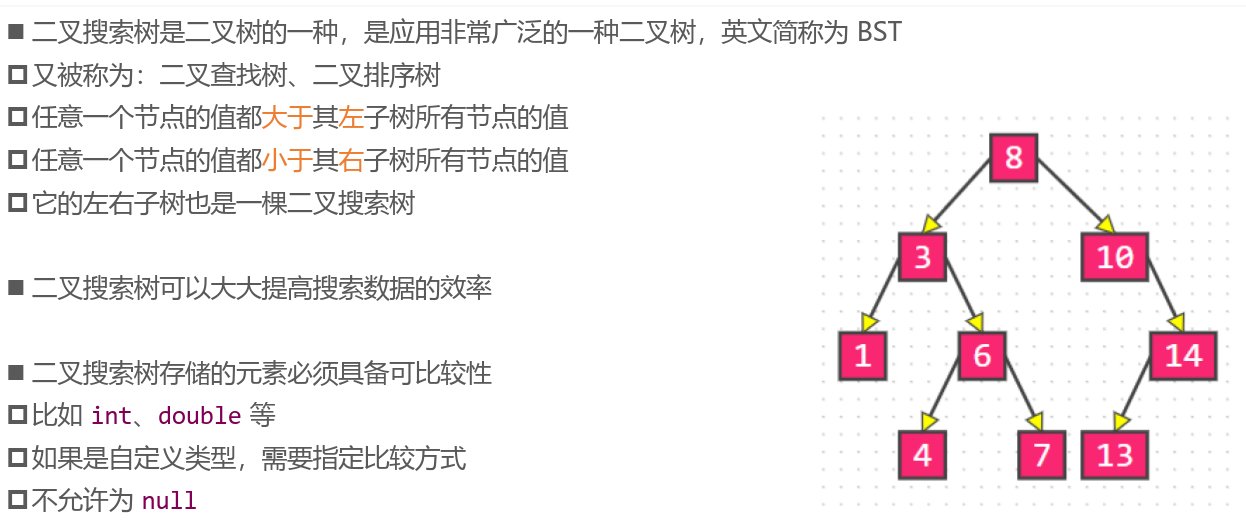 ■ 二叉搜索树是二叉树的一种，是应用非常广泛的一种二叉树，英文简称为 BST
□ 又被称为：二叉查找树、二叉排序树
□ 任意一个节点的值都大于其左子树所有节点的值
□ 任意一个节点的值都小于其右子树所有节点的值
□ 它的左右子树也是一棵二叉搜索树
■ 二叉搜索树可以大大提高搜索数据的效率
■ 二叉搜索树存储的元素必须具备可比较性
□ 比如 int、double 等
□ 如果是自定义类型，需要指定比较方式
□ 不允许为 null
8
3 10
1 6 14
4 7 13